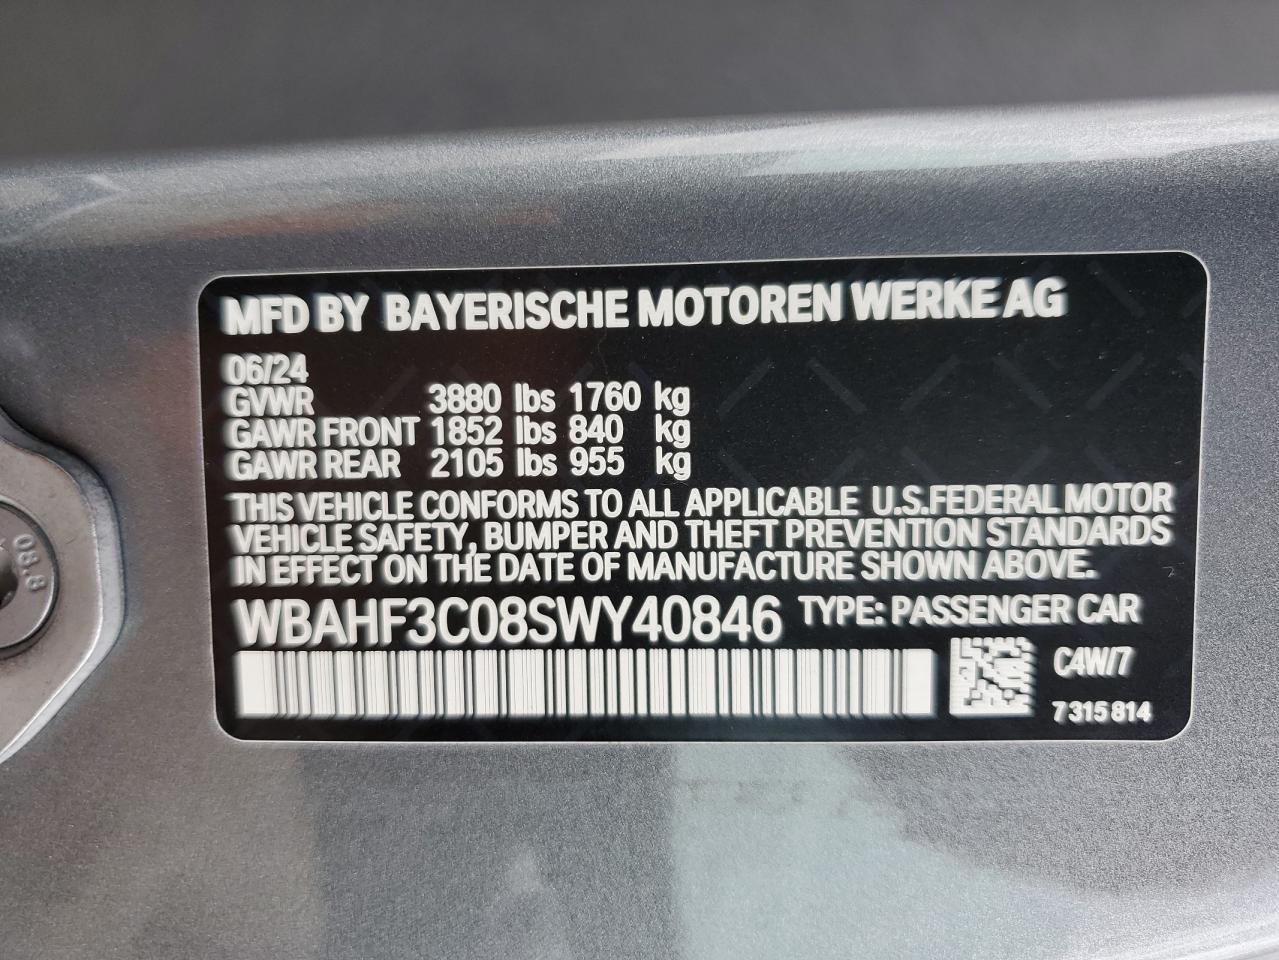 MFD BY BAYERISCHE MOTOREN WERKE AG
06/24
GVWR 3880 lbs 1760 kg
GAWR FRONT 1852 lbs 840 kg
GAWR REAR 2105 lbs 955 kg
THIS VEHICLE CONFORMS TO ALL APPLICABLE U.S.FEDERAL MOTOR
VEHICLE SAFETY, BUMPER AND THEFT PREVENTION STANDARDS
IN EFFECT ON THE DATE OF MANUFACTURE SHOWN ABOVE.
WBAHF3C08SWY40846 TYPE: PASSENGER CAR
C4W/7
7 315 814
08.8